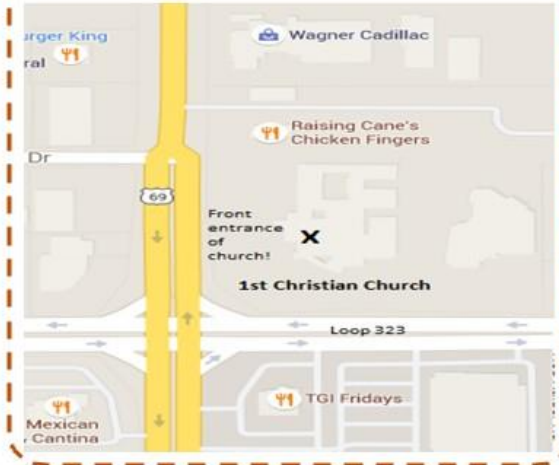 urger King
ral
Wagner Cadillac
Raising Cane's
Chicken Fingers
Dr
69
Front
entrance
of
church!
X
1st Christian Church
Loop 323
TGI Fridays
Mexican
Cantina